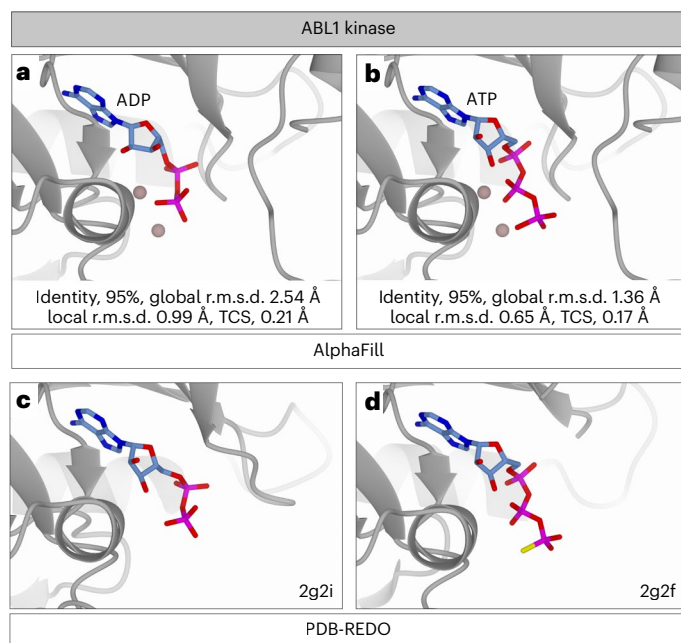 ABL1 kinase
a
ADP
Identity, 95%, global r.m.s.d. 2.54 Å
local r.m.s.d. 0.99 Å, TCS, 0.21 Å
b
ATP
Identity, 95%, global r.m.s.d. 1.36 Å
local r.m.s.d. 0.65 Å, TCS, 0.17 Å
AlphaFill
c
2g2i
d
2g2f
PDB-REDO